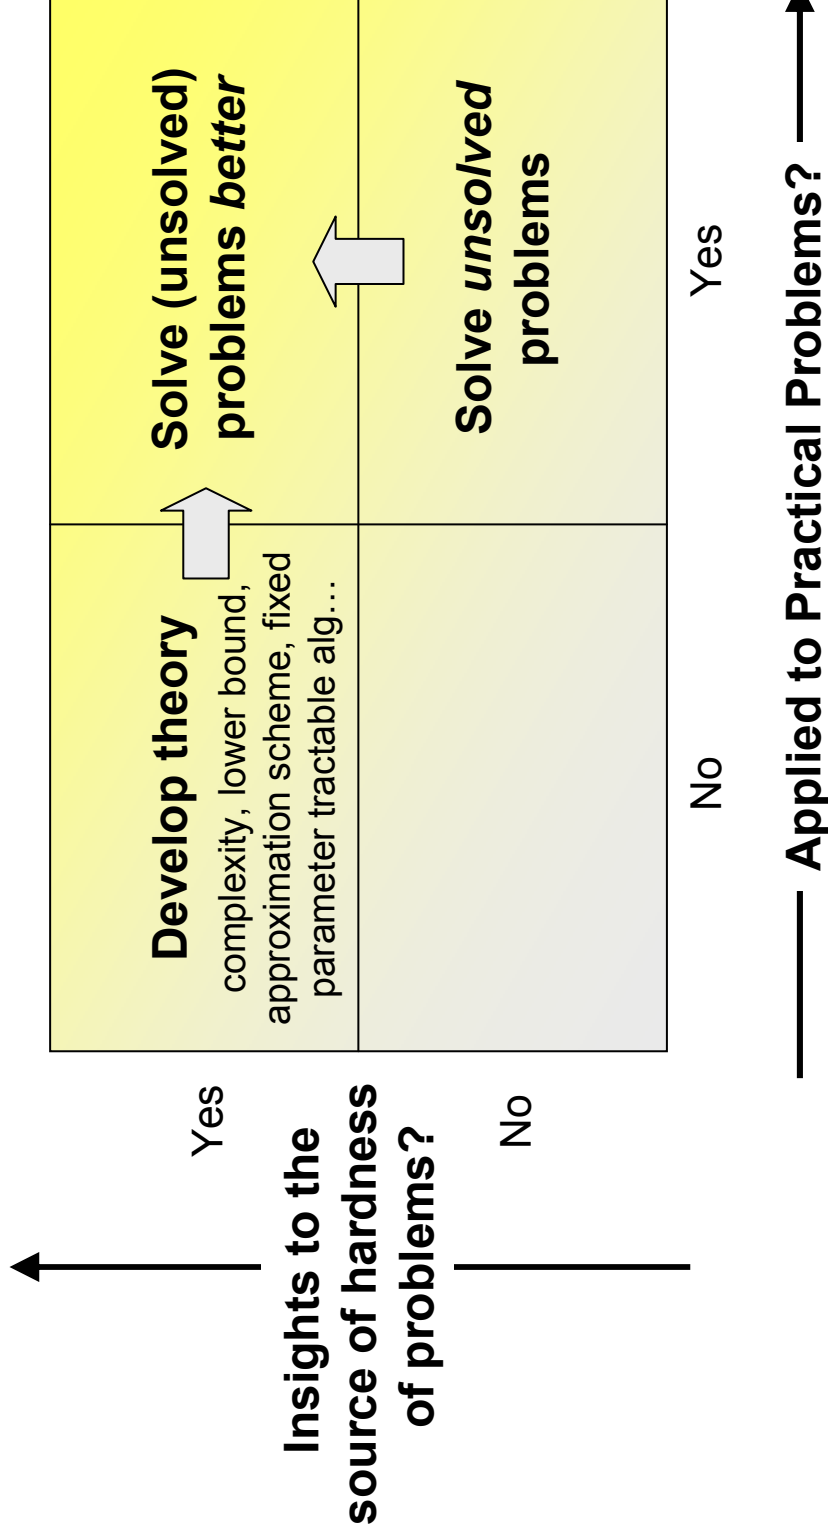 Insights to the
source of hardness
of problems?
Yes
No
Develop theory
complexity, lower bound,
approximation scheme, fixed
parameter tractable alg…
Solve (unsolved)
problems better
Solve unsolved
problems
No
Yes
Applied to Practical Problems?